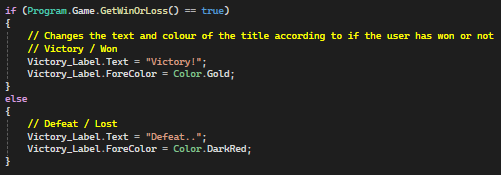 if (Program.Game.GetWinOrLoss() == true)
{
    // Changes the text and colour of the title according to if the user has won or not
    // Victory / Won
    Victory_Label.Text = "Victory!";
    Victory_Label.ForeColor = Color.Gold;
}
else
{
    // Defeat / Lost
    Victory_Label.Text = "Defeat..";
    Victory_Label.ForeColor = Color.DarkRed;
}